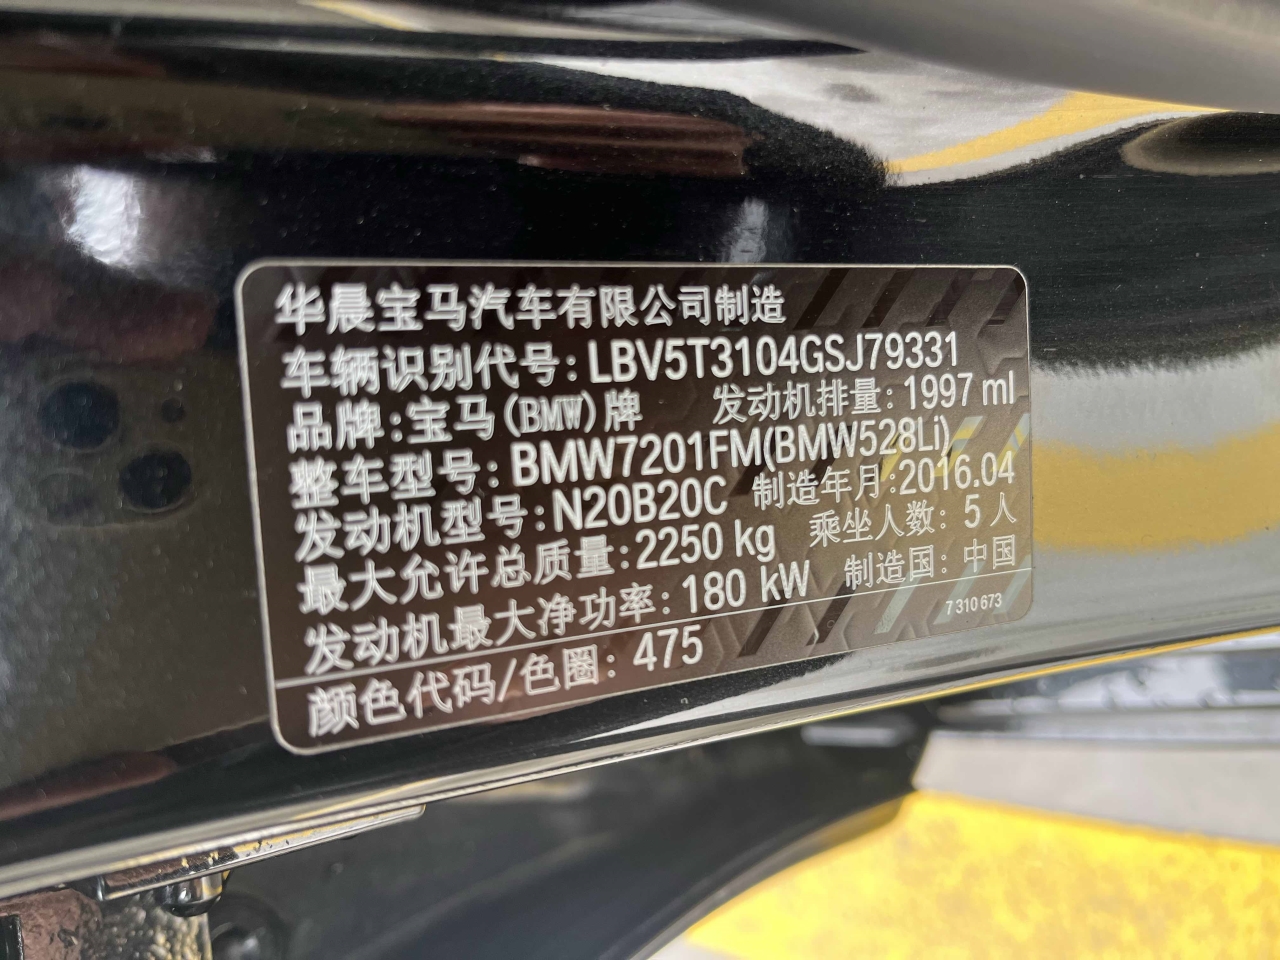 华晨宝马汽车有限公司制造
车辆识别代号:LBV5T3104GSJ79331
品牌:宝马(BMW)牌 发动机排量:1997 ml
整车型号:BMW7201FM(BMW528Li)
发动机型号:N20B20C 制造年月:2016.04
最大允许总质量:2250 kg 乘坐人数:5人
发动机最大净功率:180 kW 制造国:中国
7 310 673
颜色代码/色圈:475